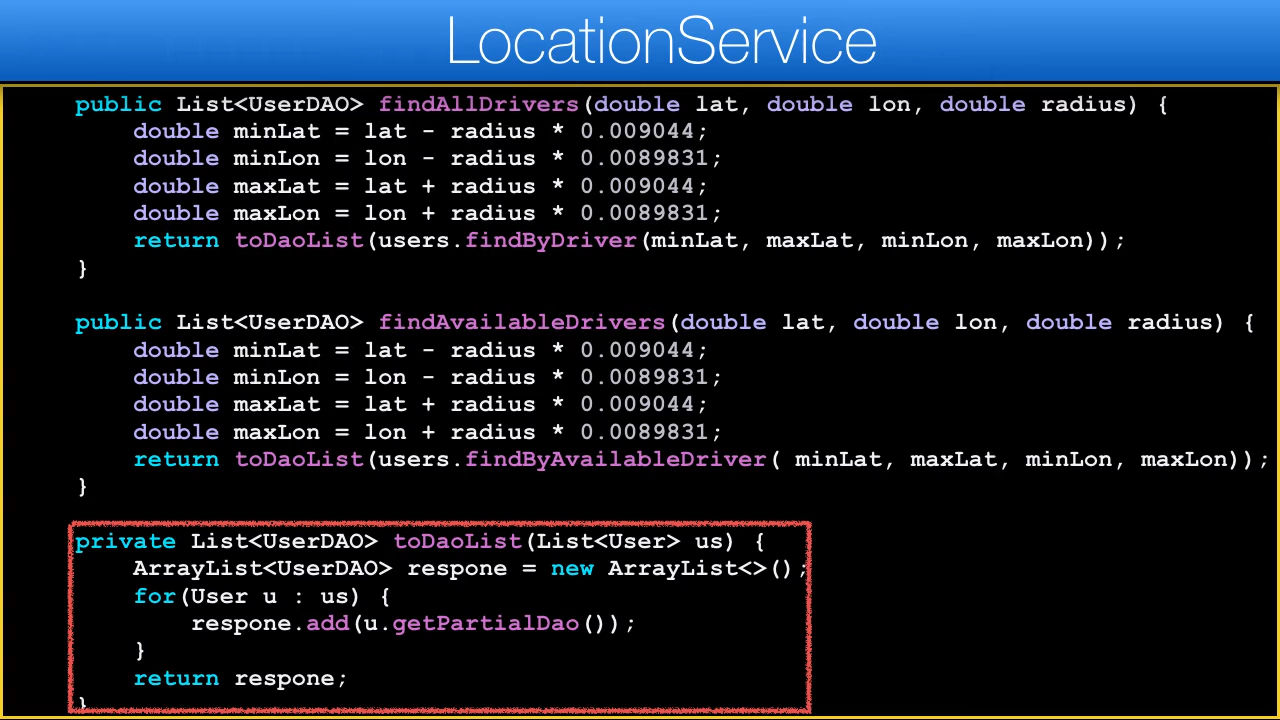 LocationService
public List<UserDAO> findAllDrivers(double lat, double lon, double radius) {
    double minLat = lat - radius * 0.009044;
    double minLon = lon - radius * 0.0089831;
    double maxLat = lat + radius * 0.009044;
    double maxLon = lon + radius * 0.0089831;
    return toDaoList(users.findByDriver(minLat, maxLat, minLon, maxLon));
}
public List<UserDAO> findAvailableDrivers(double lat, double lon, double radius) {
    double minLat = lat - radius * 0.009044;
    double minLon = lon - radius * 0.0089831;
    double maxLat = lat + radius * 0.009044;
    double maxLon = lon + radius * 0.0089831;
    return toDaoList(users.findByAvailableDriver( minLat, maxLat, minLon, maxLon));
}
private List<UserDAO> toDaoList(List<User> us) {
    ArrayList<UserDAO> respone = new ArrayList<>();
    for(User u : us) {
        respone.add(u.getPartialDao());
    }
    return respone;
}